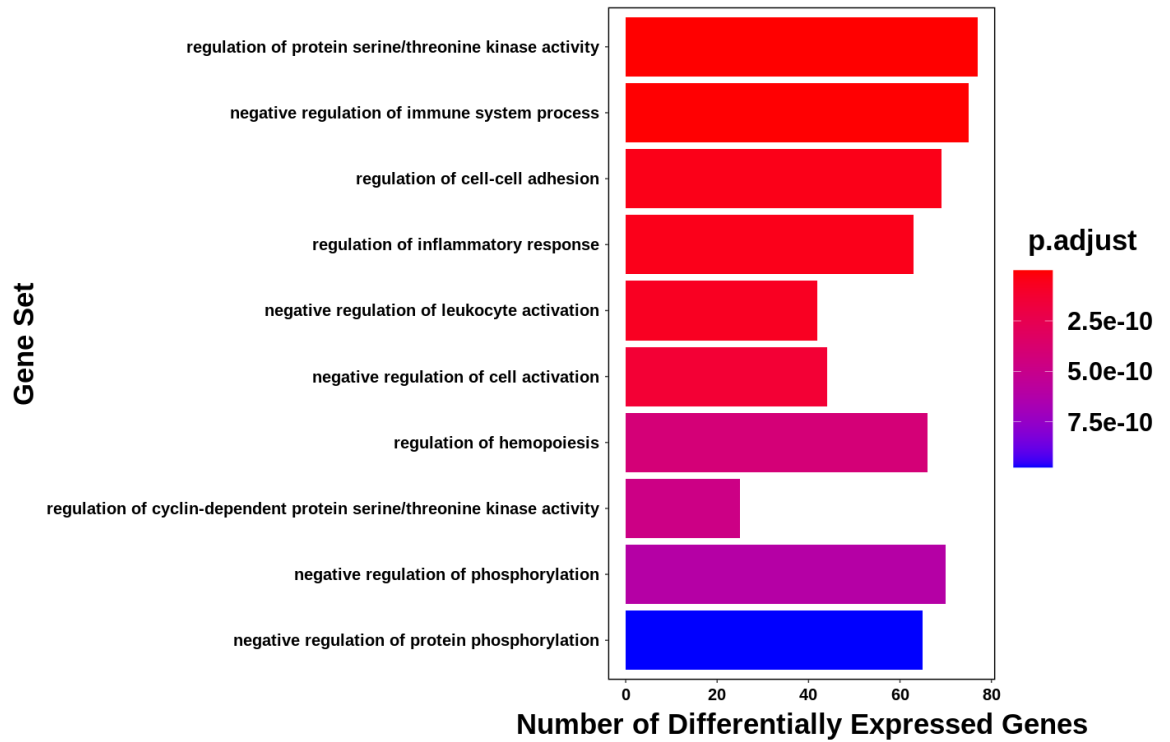 regulation of protein serine/threonine kinase activity
negative regulation of immune system process
regulation of cell-cell adhesion
regulation of inflammatory response
negative regulation of leukocyte activation
negative regulation of cell activation
regulation of hemopoiesis
regulation of cyclin-dependent protein serine/threonine kinase activity
negative regulation of phosphorylation
negative regulation of protein phosphorylation
Gene Set
0 20 40 60 80
Number of Differentially Expressed Genes
p.adjust
2.5e-10
5.0e-10
7.5e-10